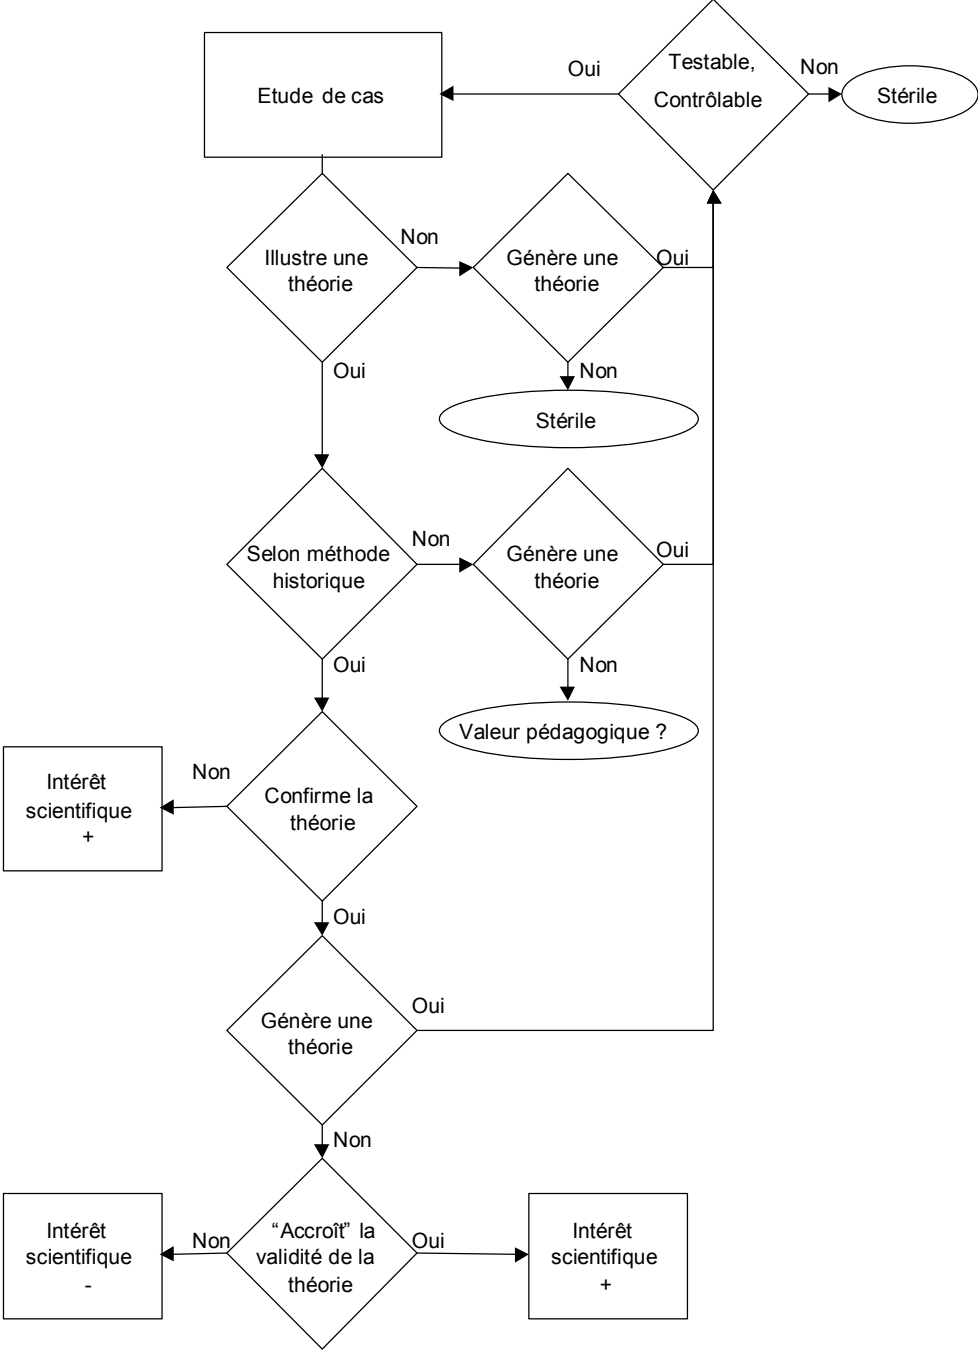 Testable,
Contrôlable
Oui
Non
Stérile
Etude de cas
Illustre une
théorie
Non
Génère une
théorie
Oui
Oui
Non
Stérile
Selon méthode
historique
Non
Génère une
théorie
Oui
Oui
Non
Valeur pédagogique ?
Intérêt
scientifique
+
Non
Confirme la
théorie
Oui
Génère une
théorie
Oui
Non
Intérêt
scientifique
-
Non
“Accroît” la
validité de la
théorie
Oui
Intérêt
scientifique
+